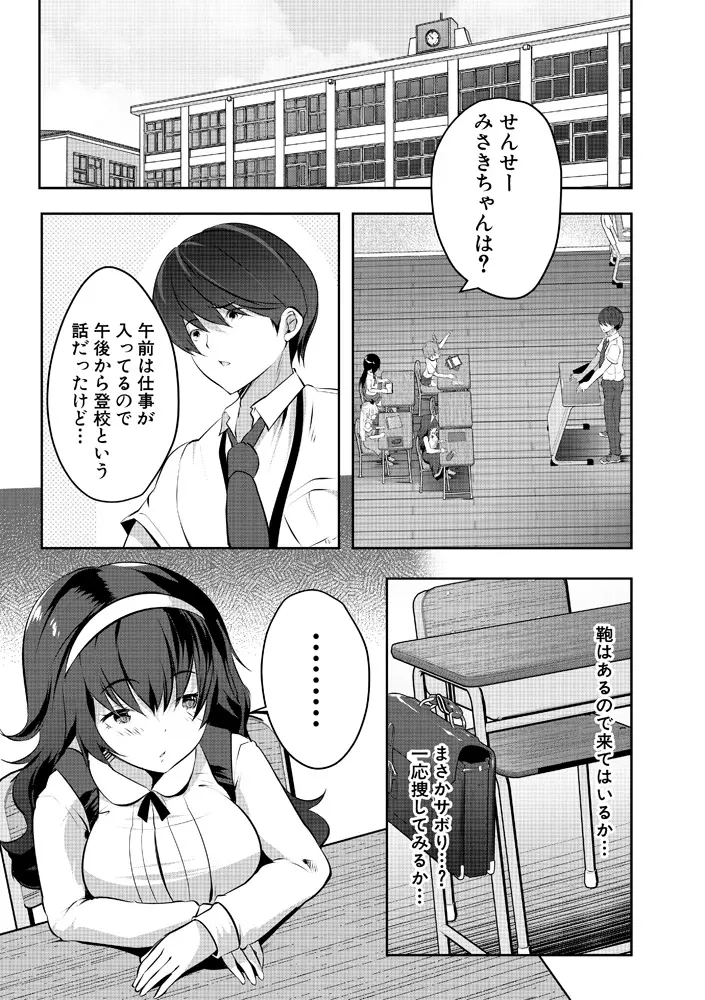 せんせー
みさきちゃんは?
午前は仕事が
入ってるので
午後から登校という
話だったけど…
鞄はあるので来てはいるか…
まさかサボり…?
一応捜してみるか…
………